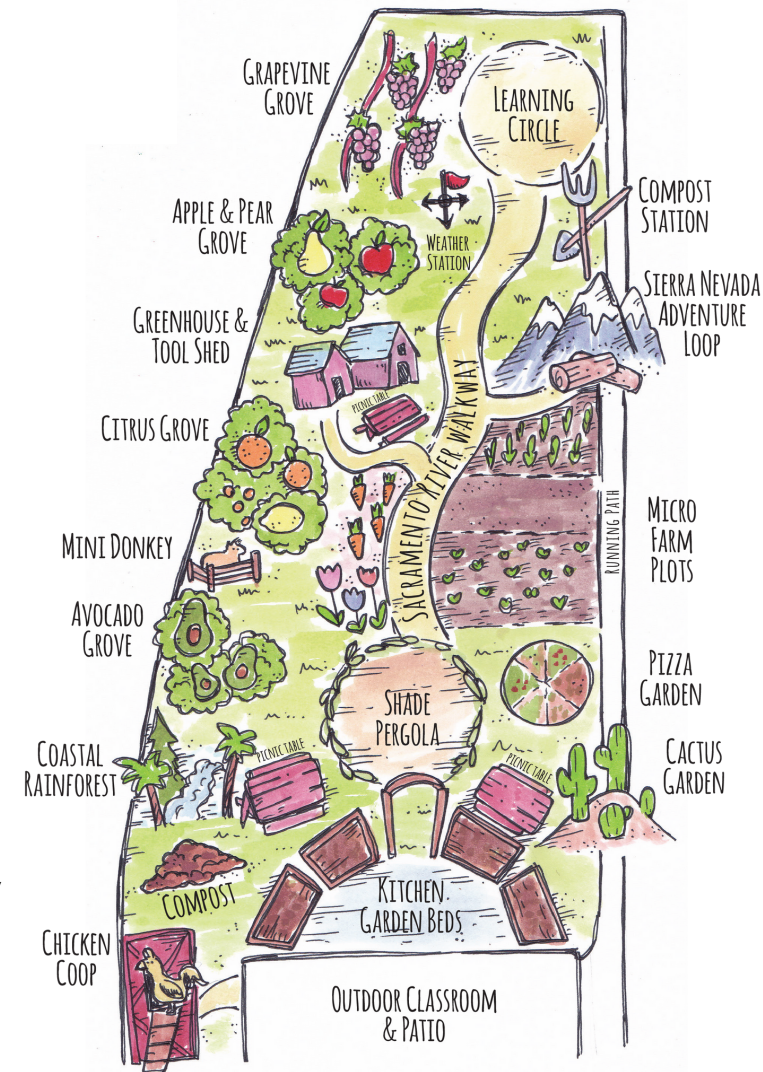 GRAPEVINE
GROVE
LEARNING
CIRCLE
COMPOST
STATION
APPLE & PEAR
GROVE
WEATHER
STATION
SIERRA NEVADA
ADVENTURE
LOOP
GREENHOUSE &
TOOL SHED
PICNIC TABLE
SACRAMENTO RIVER WALKWAY
CITRUS GROVE
RUNNING PATH
MICRO
FARM
PLOTS
MINI DONKEY
AVOCADO
GROVE
PIZZA
GARDEN
SHADE
PERGOLA
COASTAL
RAINFOREST
PICNIC TABLE
PICNIC TABLE
CACTUS
GARDEN
COMPOST
KITCHEN
GARDEN BEDS
CHICKEN
COOP
OUTDOOR CLASSROOM
& PATIO